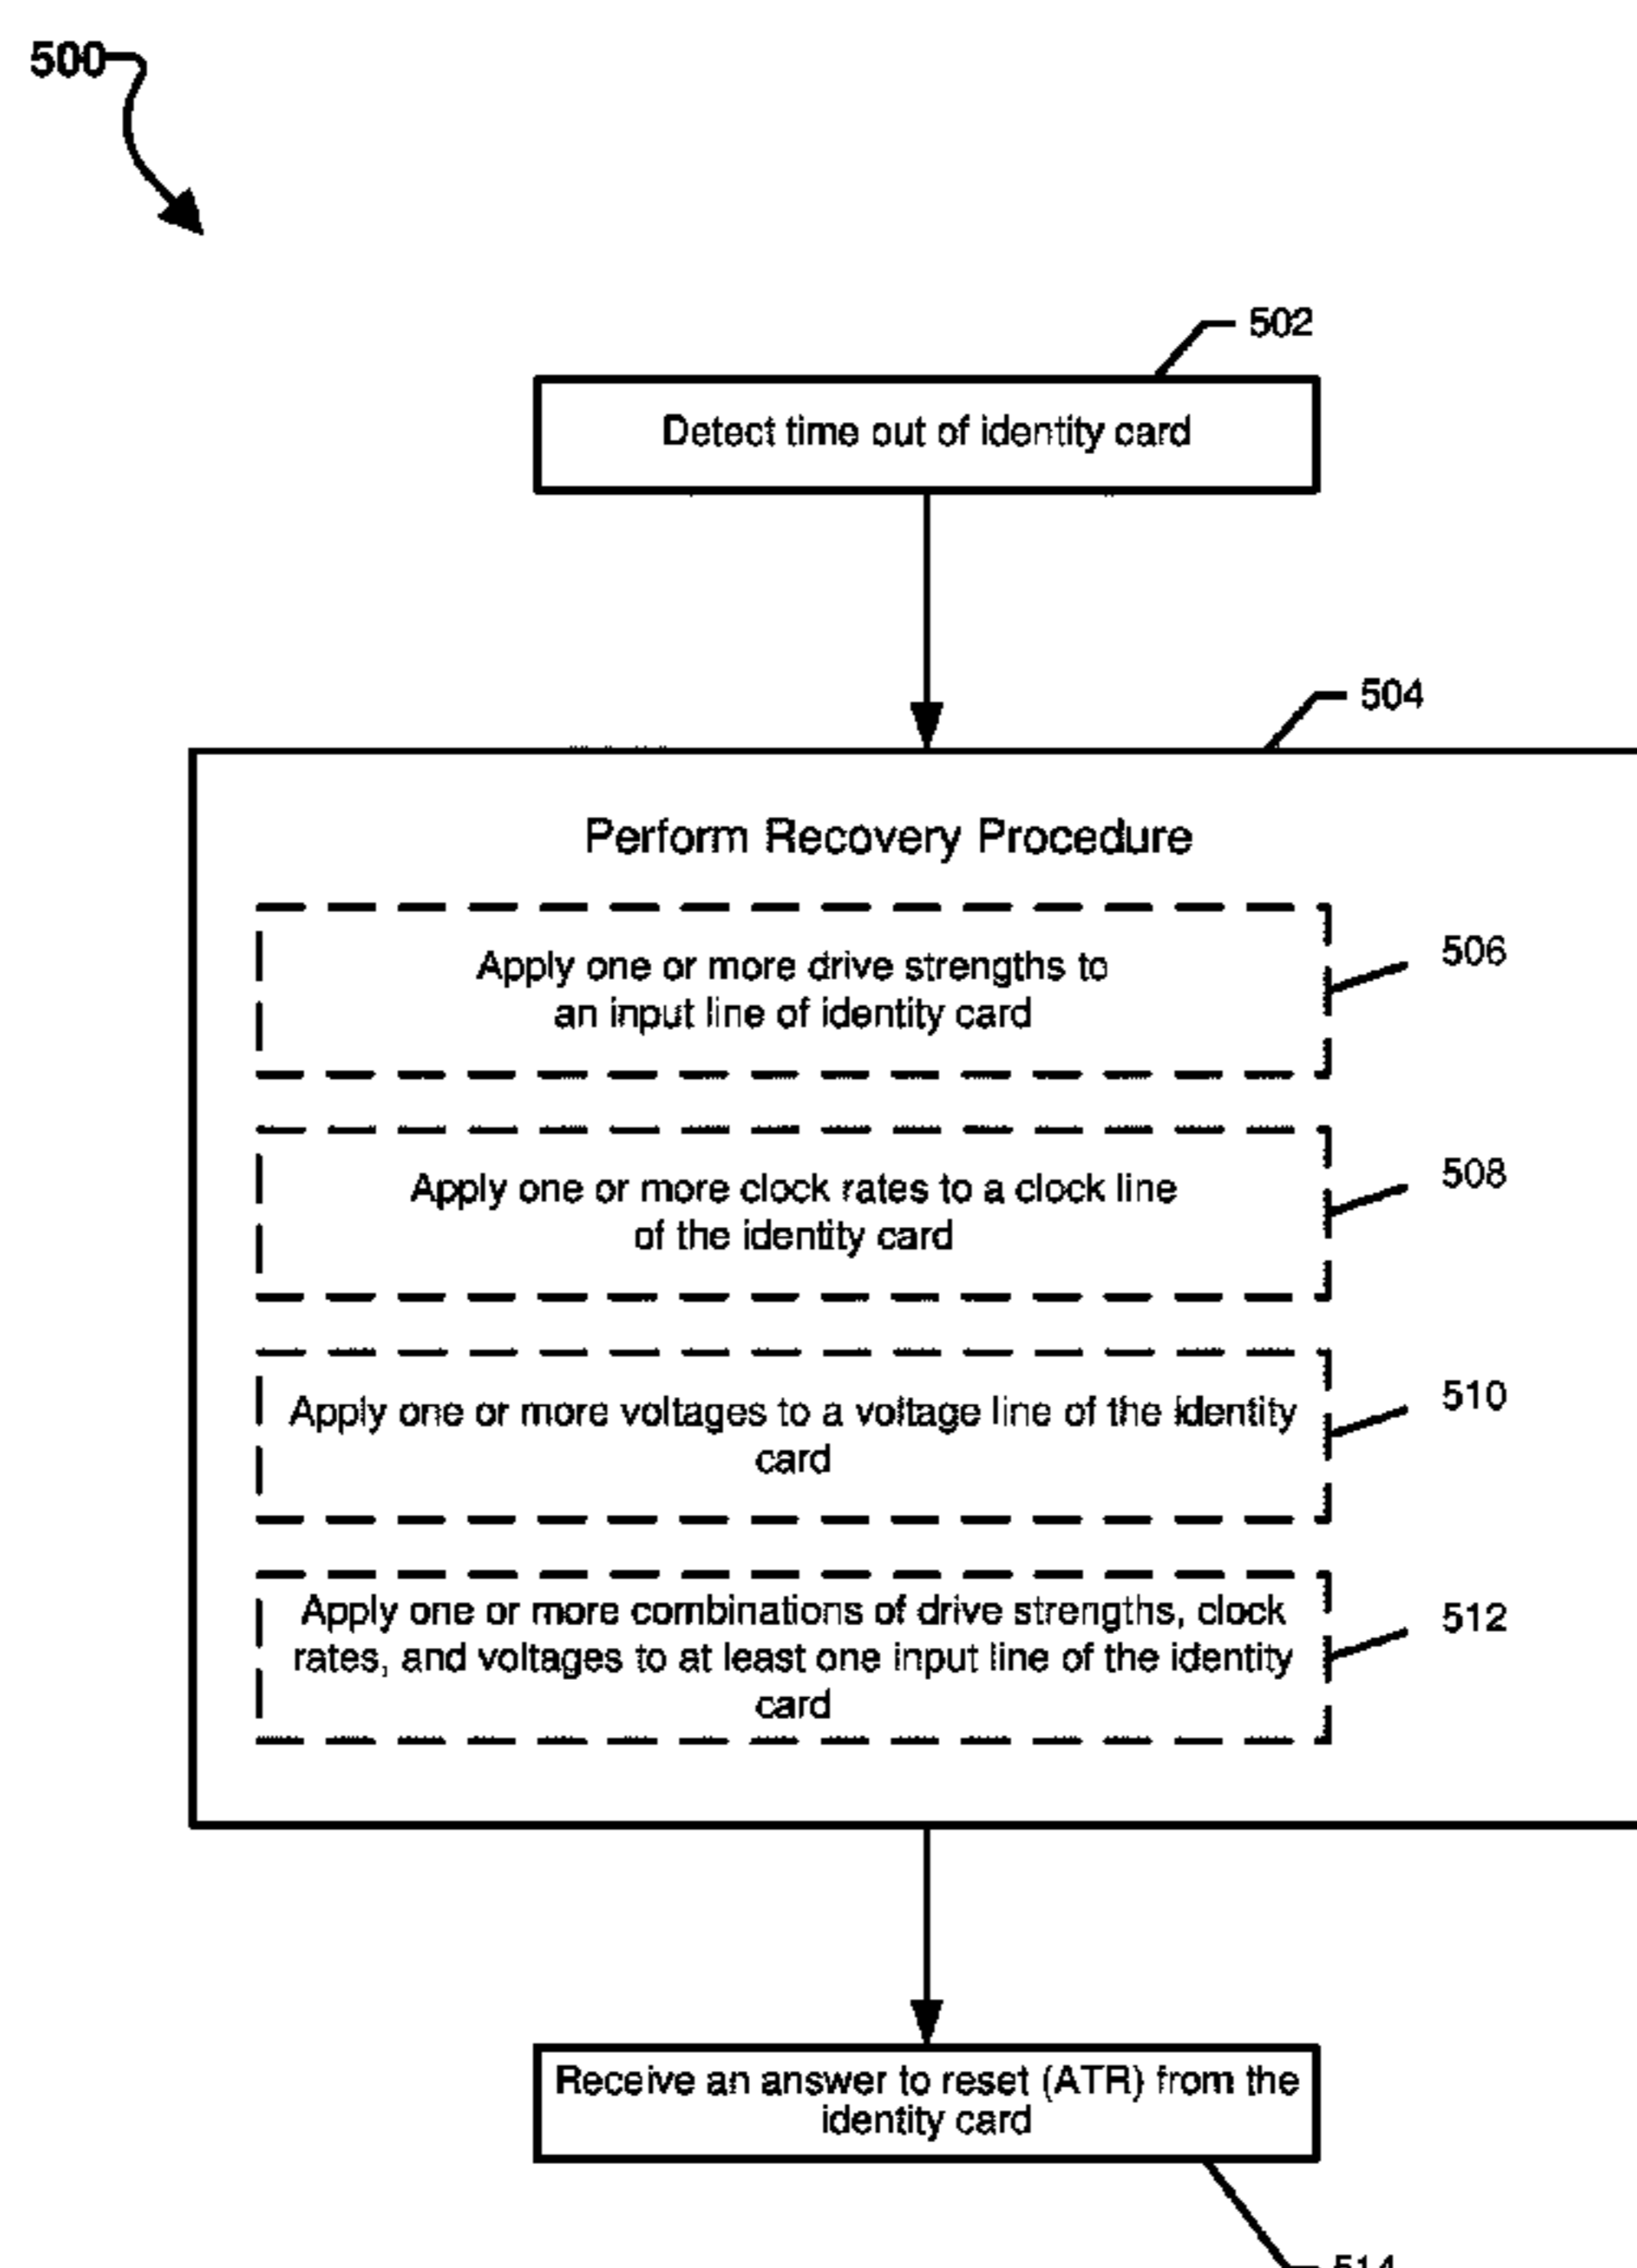 500
502
Detect time out of identity card
504
Perform Recovery Procedure
Apply one or more drive strengths to
an input line of identity card
506
Apply one or more clock rates to a clock line
of the identity card
508
Apply one or more voltages to a voltage line of the identity
card
510
Apply one or more combinations of drive strengths, clock
rates, and voltages to at least one input line of the identity
card
512
Receive an answer to reset (ATR) from the
identity card
514